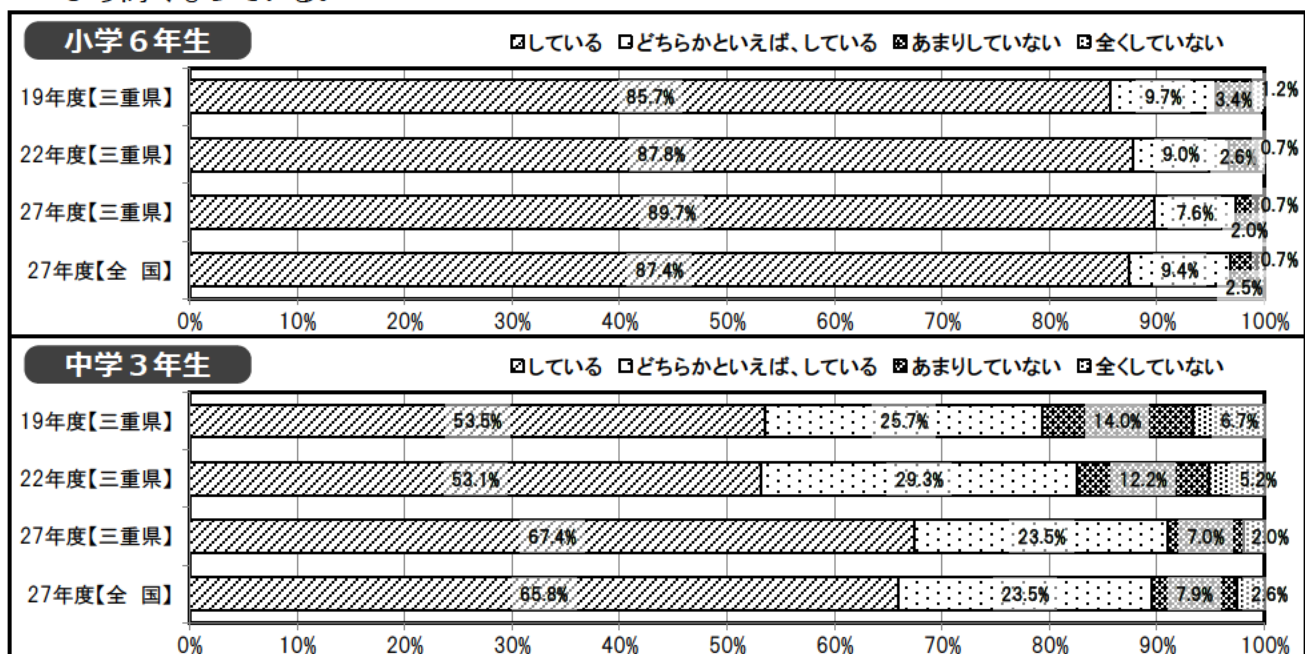 小学6年生
している どちらかといえば、している あまりしていない 全くしていない
19年度【三重県】 85.7% 9.7% 3.4% 1.2%
22年度【三重県】 87.8% 9.0% 2.6% 0.7%
27年度【三重県】 89.7% 7.6% 2.0% 0.7%
27年度【全 国】 87.4% 9.4% 2.5% 0.7%
0% 10% 20% 30% 40% 50% 60% 70% 80% 90% 100%
中学3年生
している どちらかといえば、している あまりしていない 全くしていない
19年度【三重県】 53.5% 25.7% 14.0% 6.7%
22年度【三重県】 53.1% 29.3% 12.2% 5.2%
27年度【三重県】 67.4% 23.5% 7.0% 2.0%
27年度【全 国】 65.8% 23.5% 7.9% 2.6%
0% 10% 20% 30% 40% 50% 60% 70% 80% 90% 100%